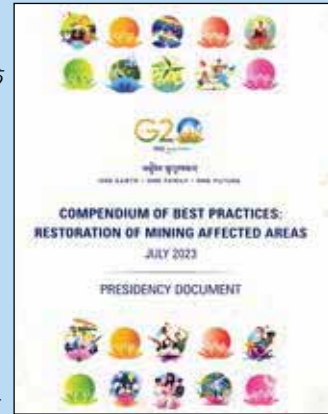 G20
वसुधैव कुटुम्बकम्
ONE EARTH • ONE FAMILY • ONE FUTURE
COMPENDIUM OF BEST PRACTICES:
RESTORATION OF MINING AFFECTED AREAS
JULY 2023
PRESIDENCY DOCUMENT